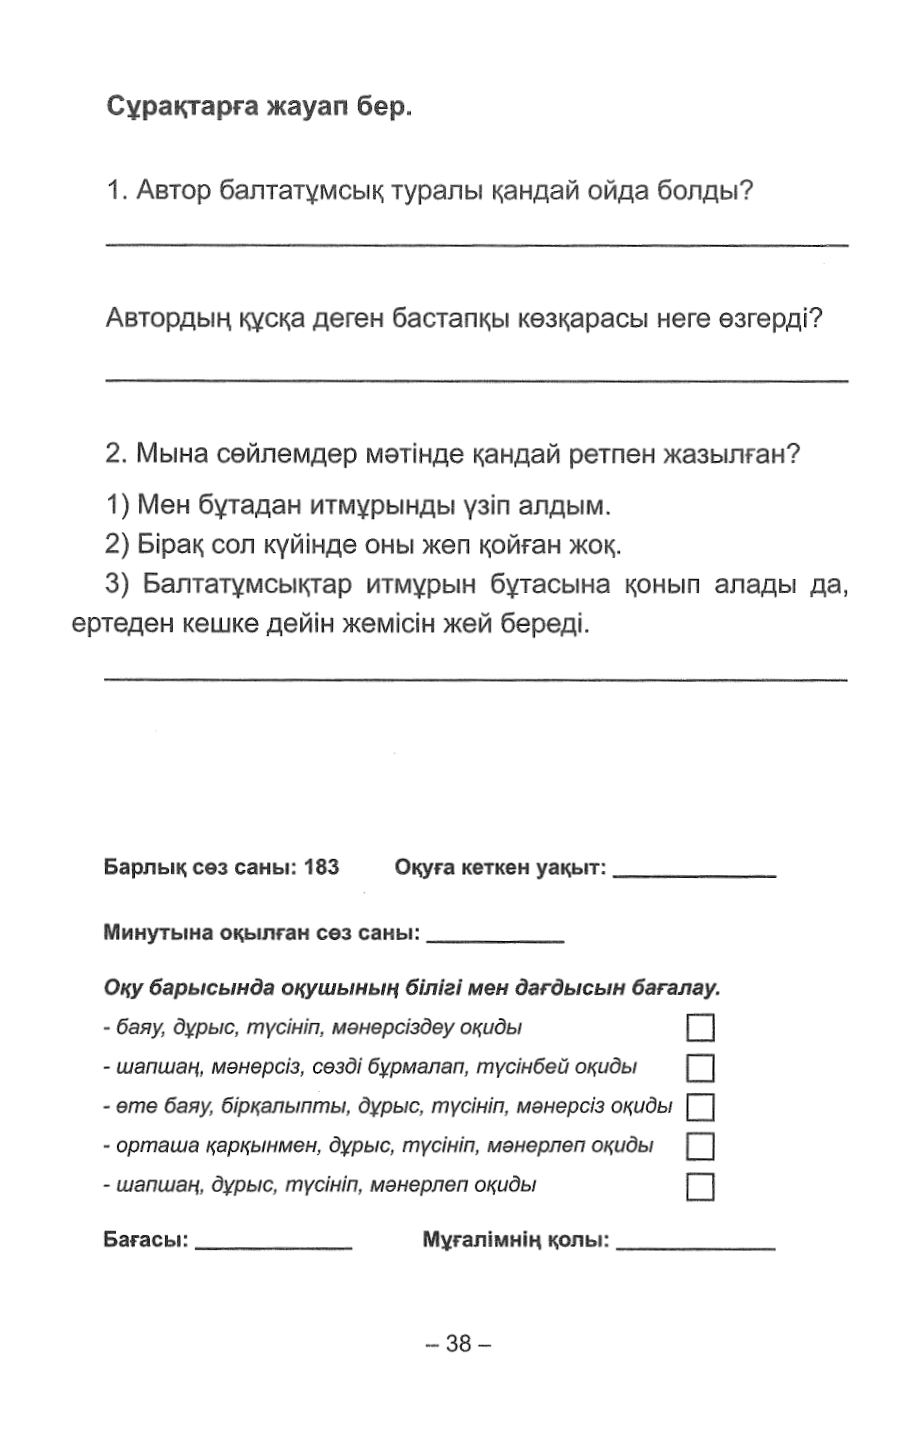 Сұрақтарға жауап бер.
1. Автор балтатұмсық туралы қандай ойда болды?
Автордың құсқа деген бастапқы көзқарасы неге өзгерді?
2. Мына сөйлемдер мәтінде қандай ретпен жазылған?
1) Мен бұтадан итмұрынды үзіп алдым.
2) Бірақ сол күйінде оны жеп қойған жоқ.
3) Балтатұмсықтар итмұрын бұтасына қонып алады да,
ертеден кешке дейін жемісін жей береді.
Барлық сөз саны: 183 Оқуға кеткен уақыт: ____________
Минутына оқылған сөз саны: __________
Оқу барысында оқушының білігі мен дағдысын бағалау.
- баяу, дұрыс, түсініп, мәнерсіздеу оқиды
- шапшаң, мәнерсіз, сөзді бұрмалап, түсінбей оқиды
- өте баяу, бірқалыпты, дұрыс, түсініп, мәнерсіз оқиды
- орташа қарқынмен, дұрыс, түсініп, мәнерлеп оқиды
- шапшаң, дұрыс, түсініп, мәнерлеп оқиды
Бағасы: ____________ Мұғалімнің қолы: ____________
– 38 –